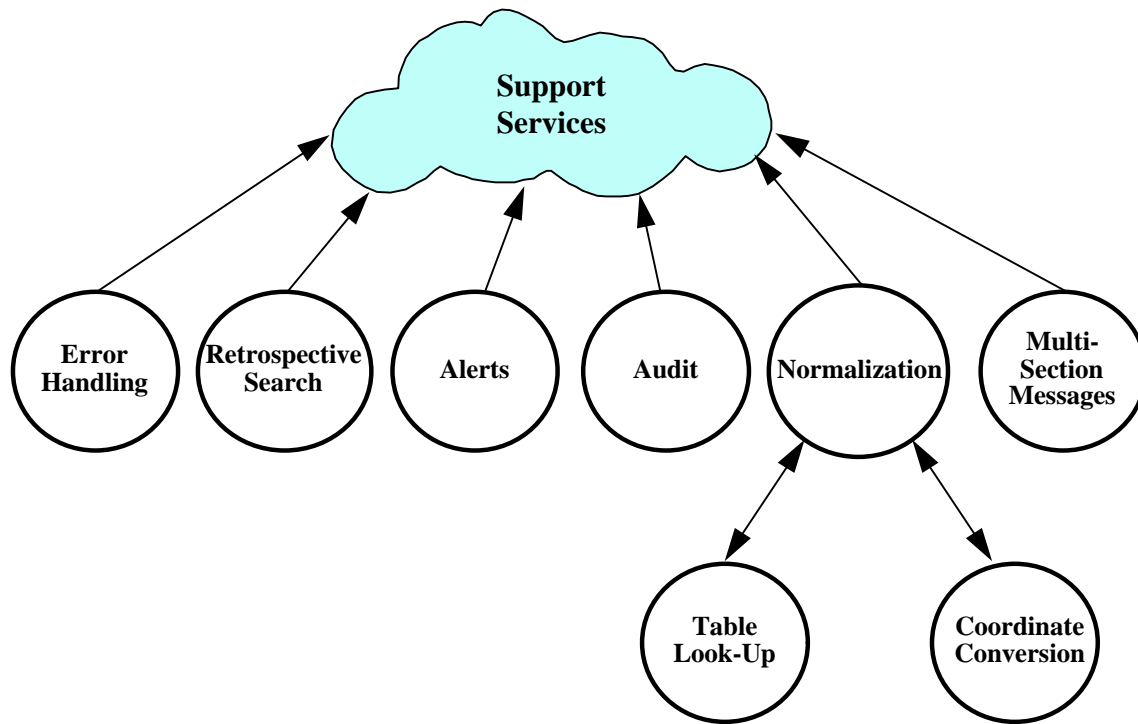 Support
Services
Error
Handling
Retrospective
Search
Alerts
Audit
Normalization
Multi-
Section
Messages
Table
Look-Up
Coordinate
Conversion